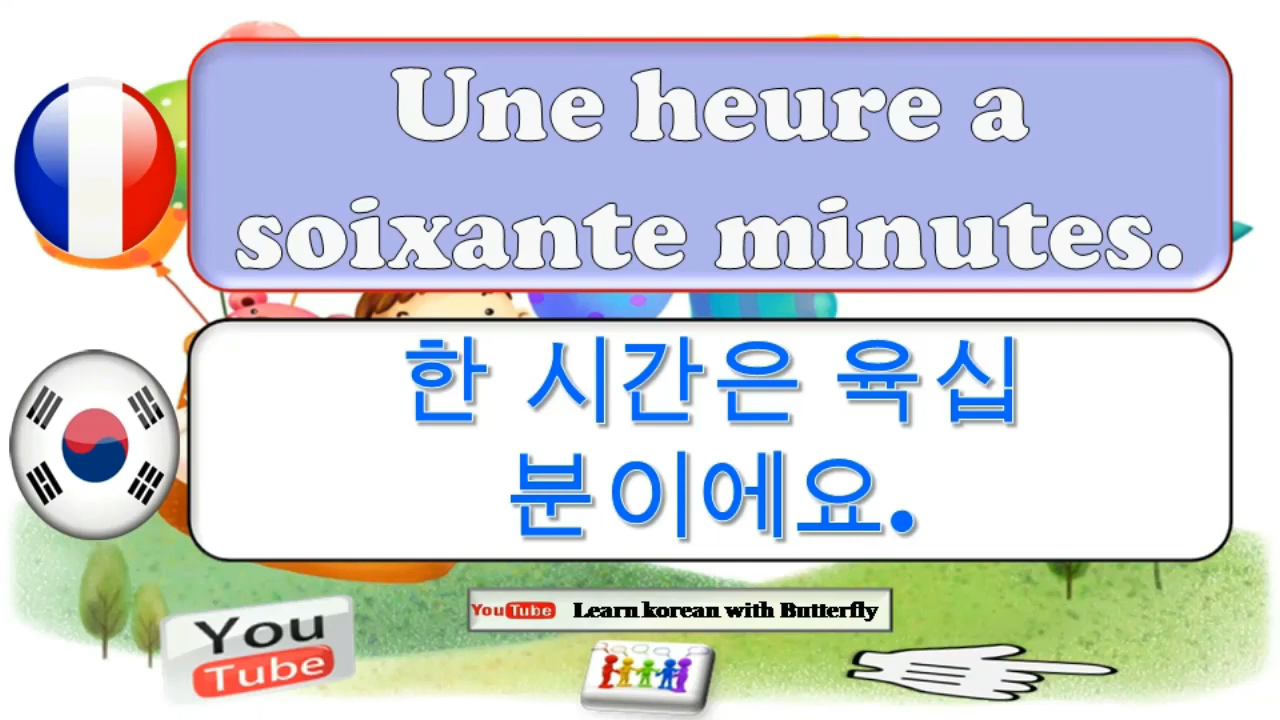 Une heure a
soixante minutes.
한 시간은 육십
분이에요.
YouTube Learn korean with Butterfly
You
Tube